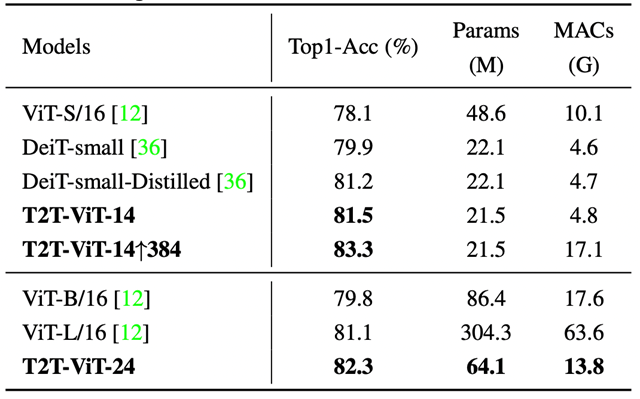 Models Top1-Acc (%) Params (M) MACs (G)
ViT-S/16 [12] 78.1 48.6 10.1
DeiT-small [36] 79.9 22.1 4.6
DeiT-small-Distilled [36] 81.2 22.1 4.7
T2T-ViT-14 81.5 21.5 4.8
T2T-ViT-14↑384 83.3 21.5 17.1
ViT-B/16 [12] 79.8 86.4 17.6
ViT-L/16 [12] 81.1 304.3 63.6
T2T-ViT-24 82.3 64.1 13.8